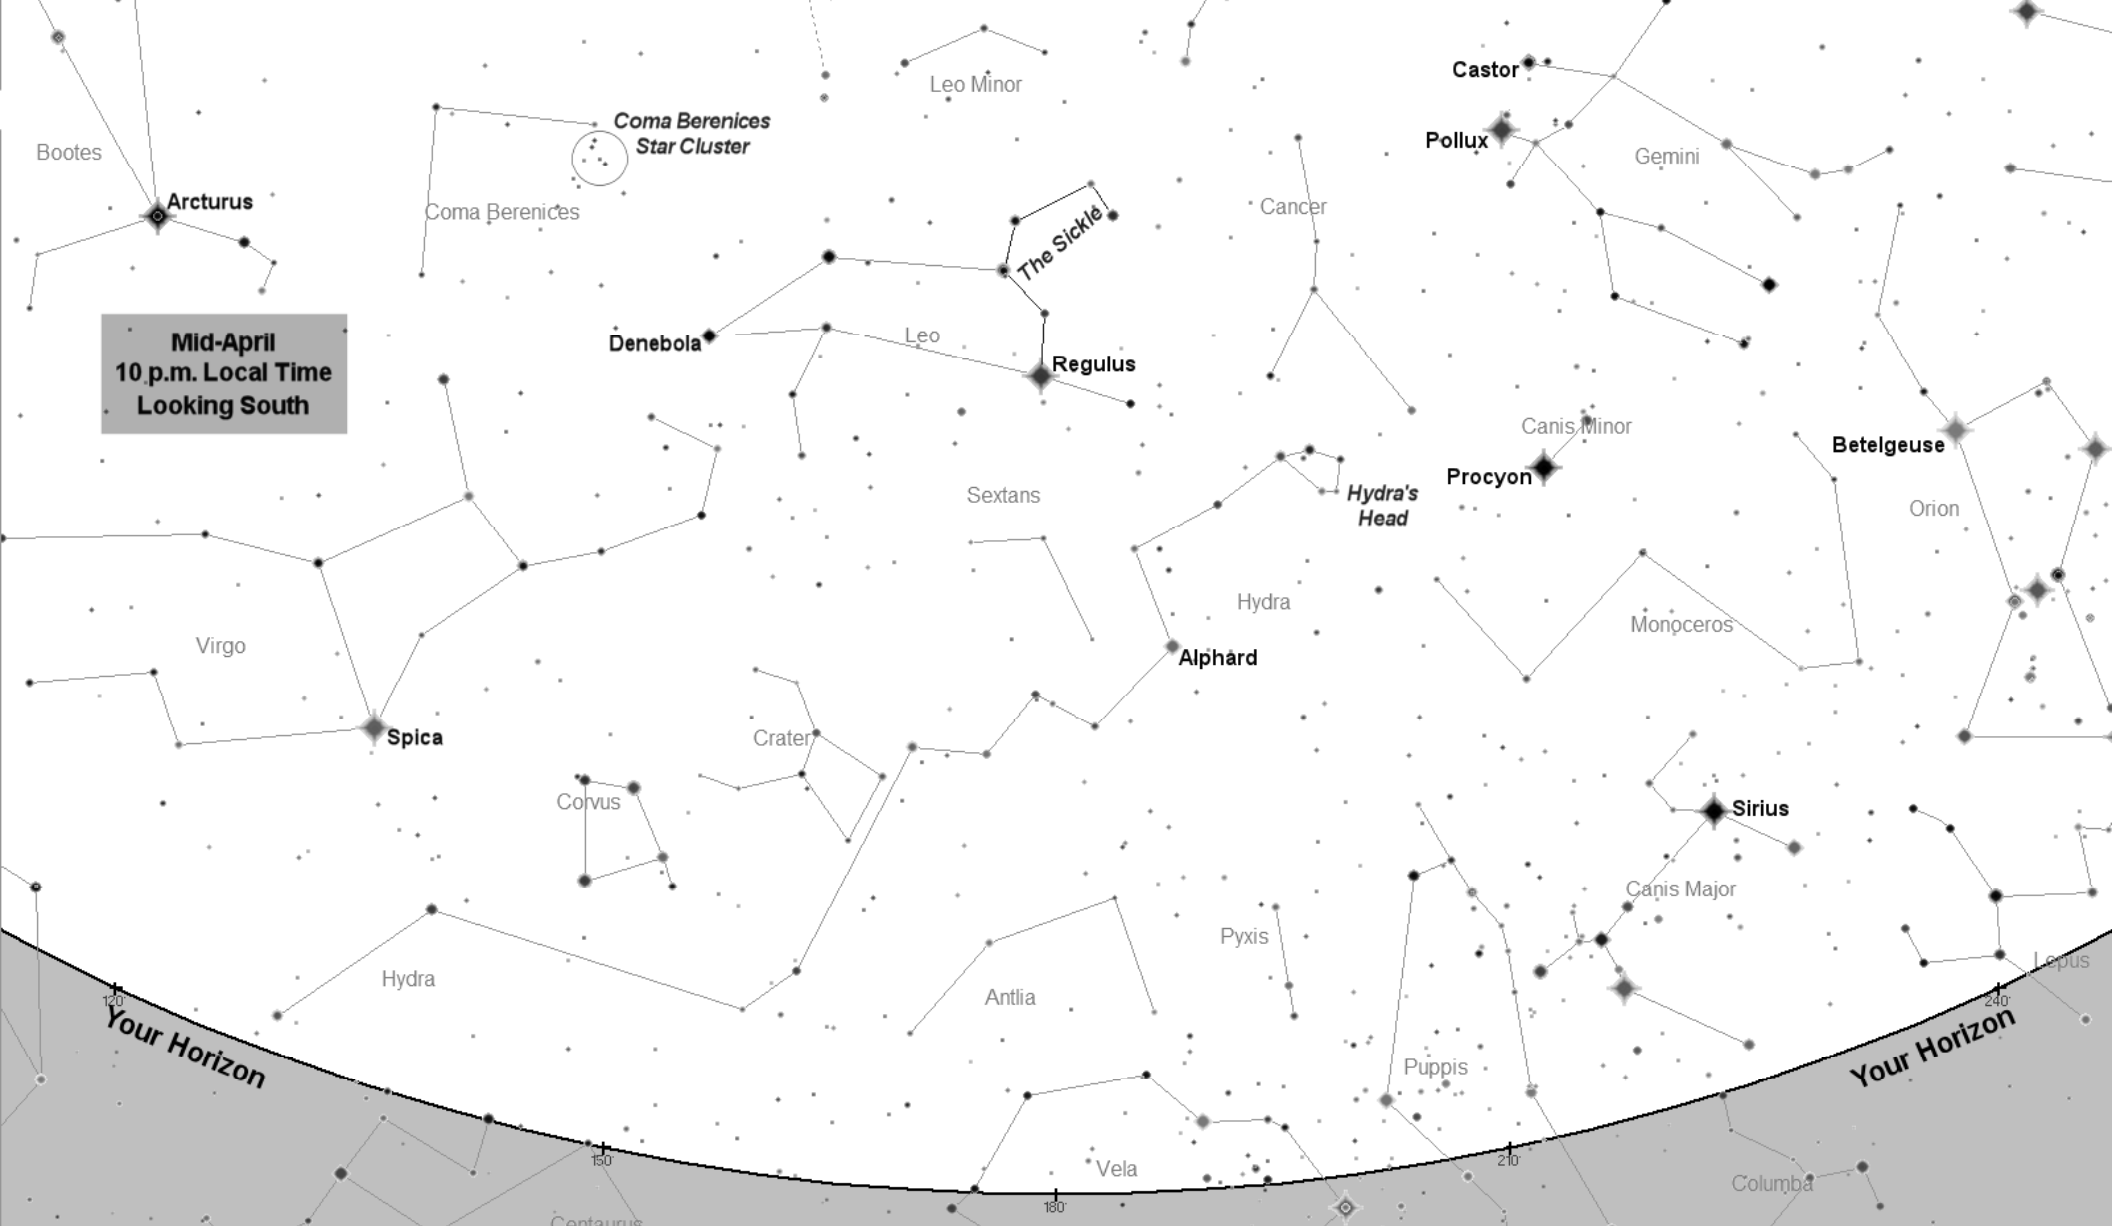 Castor
Leo Minor
Coma Berenices
Star Cluster
Pollux
Bootes
Gemini
Arcturus
Coma Berenices
The Sickle
Cancer
Mid-April
10 p.m. Local Time
Looking South
Denebola
Leo
Regulus
Canis Minor
Betelgeuse
Procyon
Sextans
Hydra's
Head
Orion
Hydra
Monoceros
Virgo
Alphard
Spica
Crater
Corvus
Sirius
Canis Major
Pyxis
Lepus
Hydra
Antlia
120°
240°
Your Horizon
Your Horizon
Puppis
150°
210°
Vela
Columba
180°
Centaurus